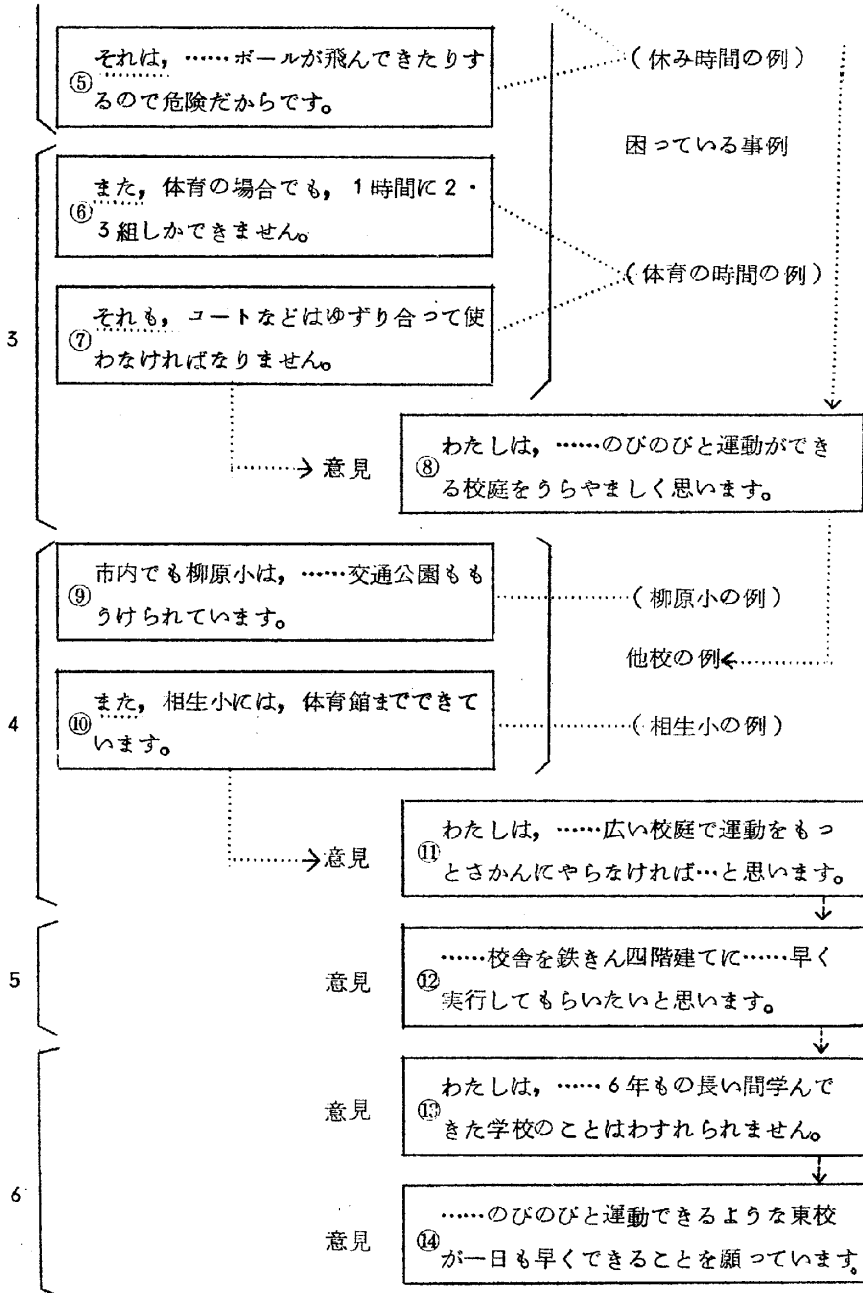 ⑤それは，……ボールが飛んできたりす
るので危険だからです。
（休み時間の例）
困っている事例
⑥また，体育の場合でも，1時間に2・
3組しかできません。
（体育の時間の例）
3
⑦それも，コートなどはゆずり合って使
わなければなりません。
意見
⑧わたしは，……のびのびと運動ができ
る校庭をうらやましく思います。
⑨市内でも柳原小は，……交通公園もも
うけられています。
（柳原小の例）
他校の例
4
⑩また，相生小には，体育館までできて
います。
（相生小の例）
意見
⑪わたしは，……広い校庭で運動をもっ
とさかんにやらなければ…と思います。
5
意見
⑫……校舎を鉄きん四階建てに……早く
実行してもらいたいと思います。
意見
⑬わたしは，……6年もの長い間学んで
きた学校のことはわすれられません。
6
意見
⑭……のびのびと運動できるような東校
が一日も早くできることを願っています。